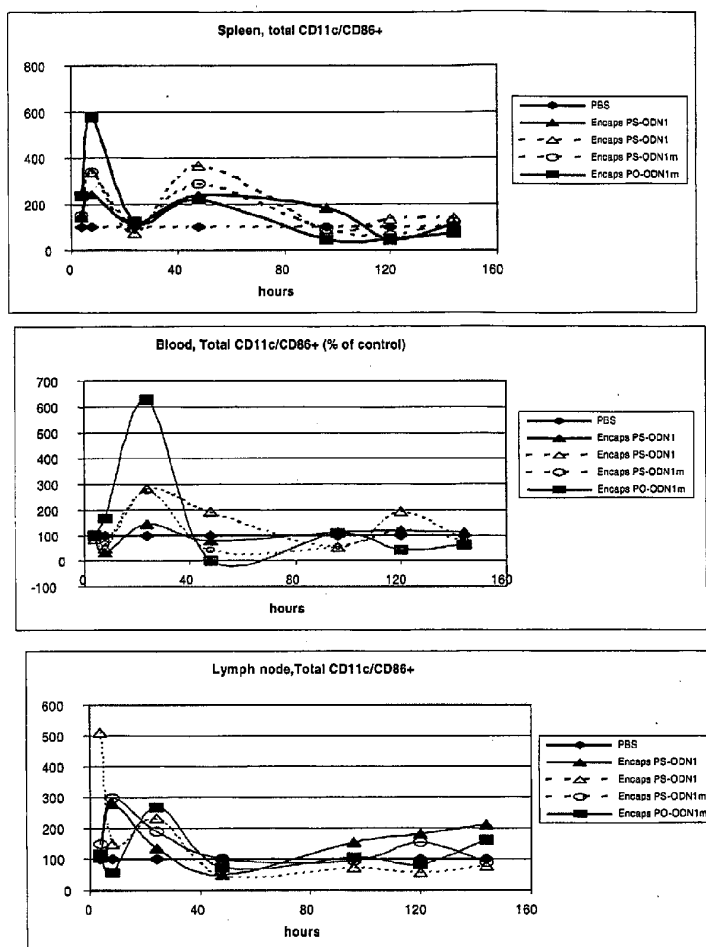 Spleen, total CD11c/CD86+
800
600
400
200
0
0 40 80 120 160
hours
PBS
Encaps PS-ODN1
Encaps PS-ODN1
Encaps PS-ODN1m
Encaps PO-ODN1m
Blood, Total CD11c/CD86+ (% of control)
700
600
500
400
300
200
100
0
-100
0 40 80 120 160
hours
PBS
Encaps PS-ODN1
Encaps PS-ODN1
Encaps PS-ODN1m
Encaps PO-ODN1m
Lymph node,Total CD11c/CD86+
600
500
400
300
200
100
0
0 40 80 120 160
hours
PBS
Encaps PS-ODN1
Encaps PS-ODN1
Encaps PS-ODN1m
Encaps PO-ODN1m